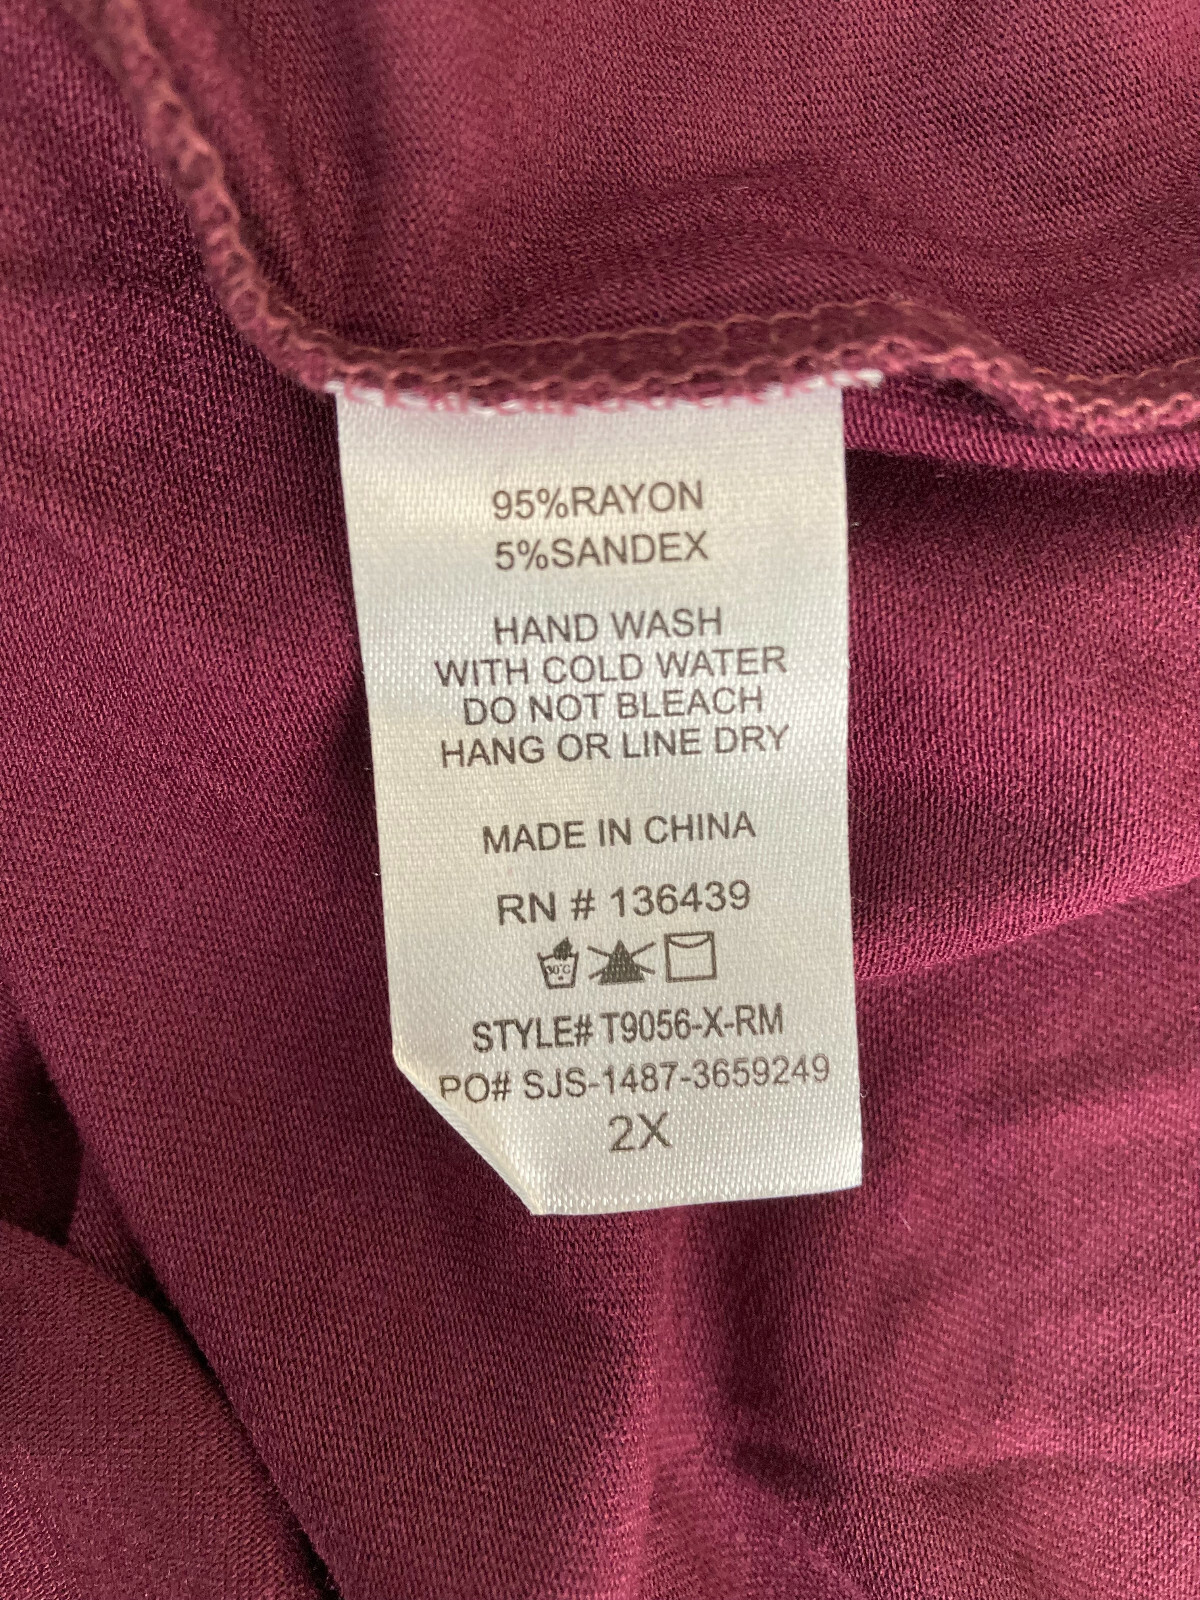 95%RAYON
5%SANDEX
HAND WASH
WITH COLD WATER
DO NOT BLEACH
HANG OR LINE DRY
MADE IN CHINA
RN # 136439
30°C
STYLE# T9056-X-RM
PO# SJS-1487-3659249
2X